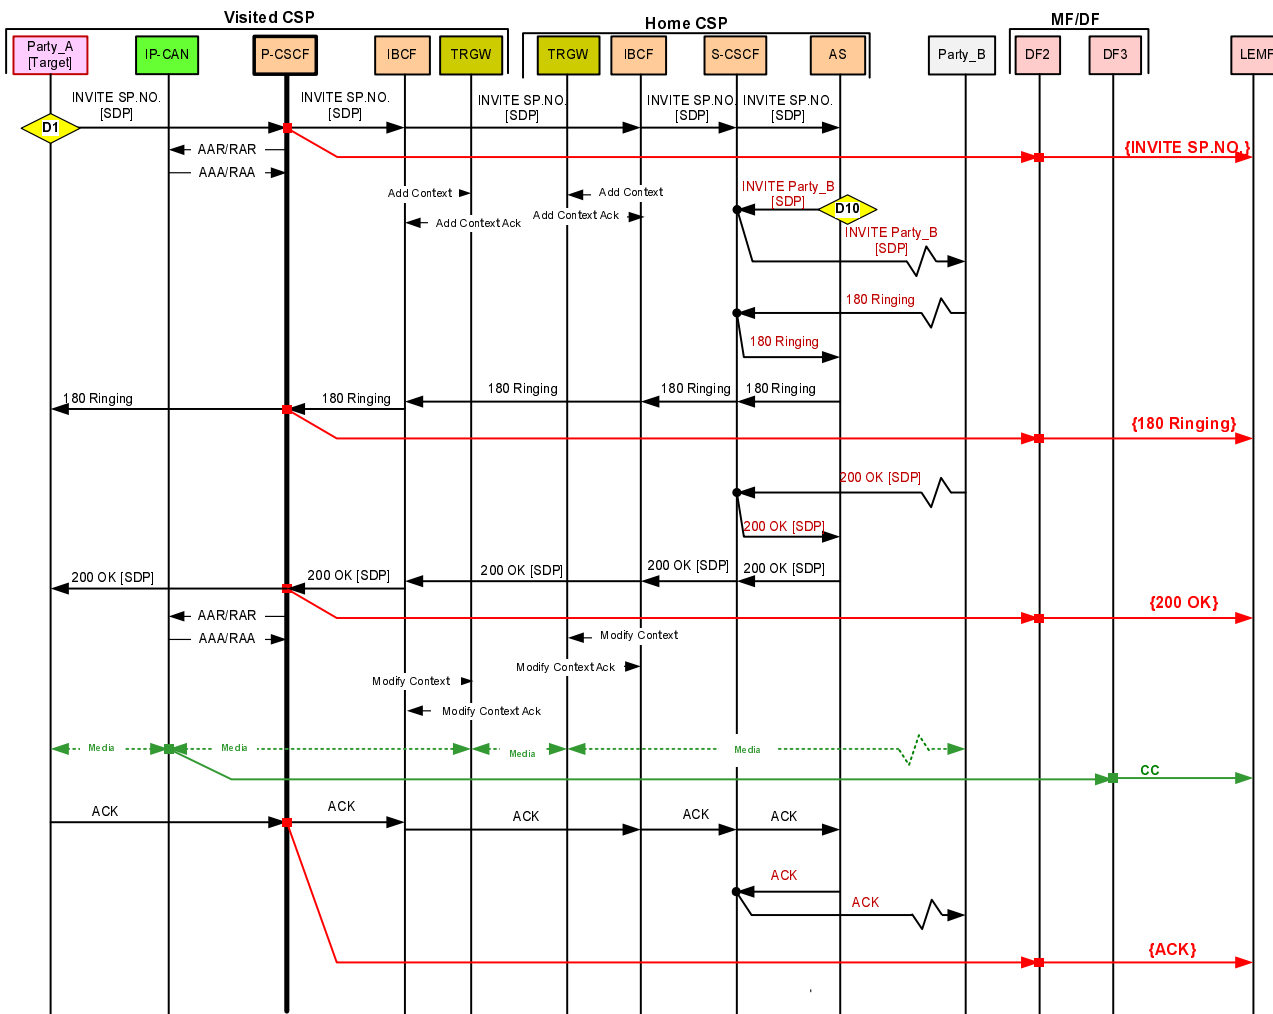 Visited CSP
Home CSP
MF/DF
Party_A
[Target]
IP-CAN
P-CSCF
IBCF
TRGW
TRGW
IBCF
S-CSCF
AS
Party_B
DF2
DF3
LEMF
INVITE SP.NO.
[SDP]
INVITE SP.NO.
[SDP]
INVITE SP.NO.
[SDP]
INVITE SP.NO.
[SDP]
INVITE SP.NO.
[SDP]
D1
{INVITE SP.NO.}
AAR/RAR
AAA/RAA
Add Context
Add Context
INVITE Party_B
[SDP]
D10
Add Context Ack
Add Context Ack
INVITE Party_B
[SDP]
180 Ringing
180 Ringing
180 Ringing
180 Ringing
180 Ringing
180 Ringing
180 Ringing
{180 Ringing}
200 OK [SDP]
200 OK [SDP]
200 OK [SDP]
200 OK [SDP]
200 OK [SDP]
200 OK [SDP]
200 OK [SDP]
{200 OK}
AAR/RAR
AAA/RAA
Modify Context
Modify Context Ack
Modify Context
Modify Context Ack
Media
Media
Media
Media
CC
ACK
ACK
ACK
ACK
ACK
ACK
ACK
{ACK}